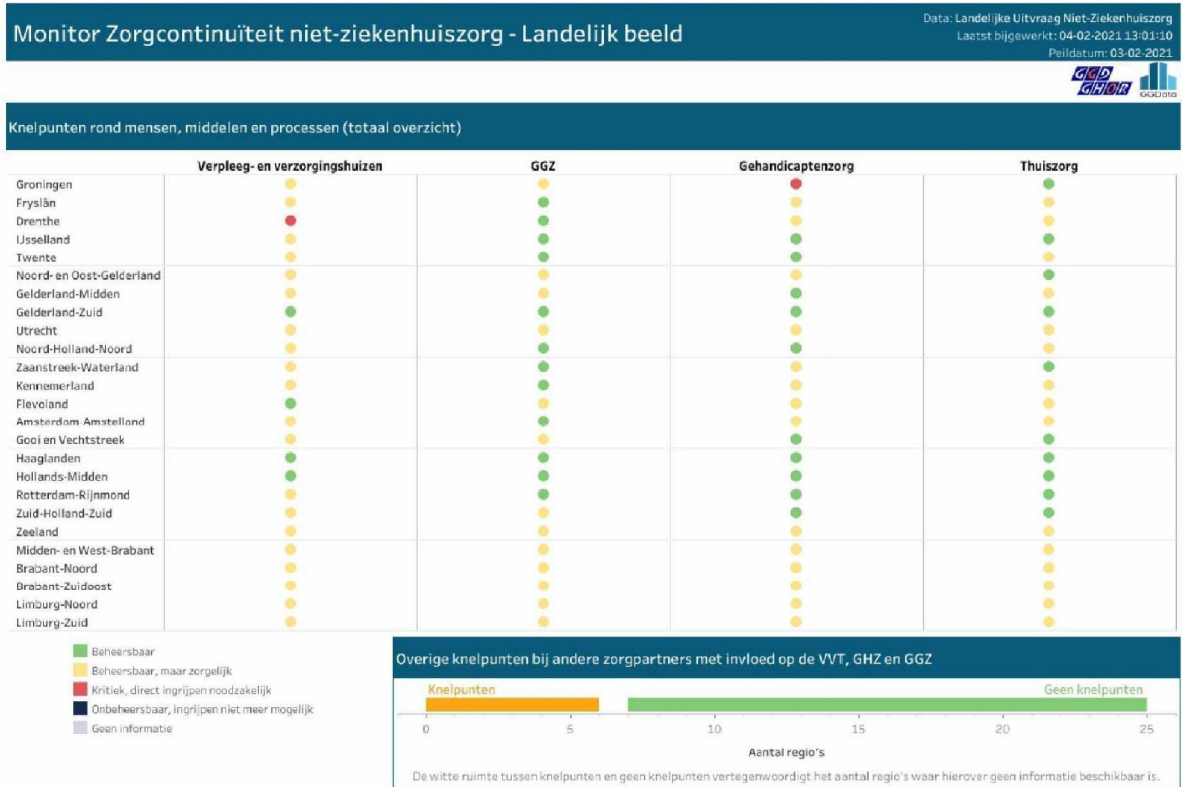 Monitor Zorgcontinuïteit niet-ziekenhuiszorg - Landelijk beeld
Data: Landelijke Uitvraag Niet-Ziekenhuiszorg
Laatst bijgewerkt: 04-02-2021 13:01:10
Peildatum: 03-02-2021
GGD
GHOR
GGData
Knelpunten rond mensen, middelen en processen (totaal overzicht)
Verpleeg- en verzorgingshuizen GGZ Gehandicaptenzorg Thuiszorg
Groningen
Fryslân
Drenthe
IJsselland
Twente
Noord- en Oost-Gelderland
Gelderland-Midden
Gelderland-Zuid
Utrecht
Noord-Holland-Noord
Zaanstreek-Waterland
Kennemerland
Flevoland
Amsterdam-Amstelland
Gooi en Vechtstreek
Haaglanden
Hollands-Midden
Rotterdam-Rijnmond
Zuid-Holland-Zuid
Zeeland
Midden- en West-Brabant
Brabant-Noord
Brabant-Zuidoost
Limburg-Noord
Limburg-Zuid
Beheersbaar
Beheersbaar, maar zorgelijk
Kritiek, direct ingrijpen noodzakelijk
Onbeheersbaar, ingrijpen niet meer mogelijk
Geen informatie
Overige knelpunten bij andere zorgpartners met invloed op de VVT, GHZ en GGZ
Knelpunten Geen knelpunten
0 5 10 15 20 25
Aantal regio's
De witte ruimte tussen knelpunten en geen knelpunten vertegenwoordigt het aantal regio's waar hierover geen informatie beschikbaar is.